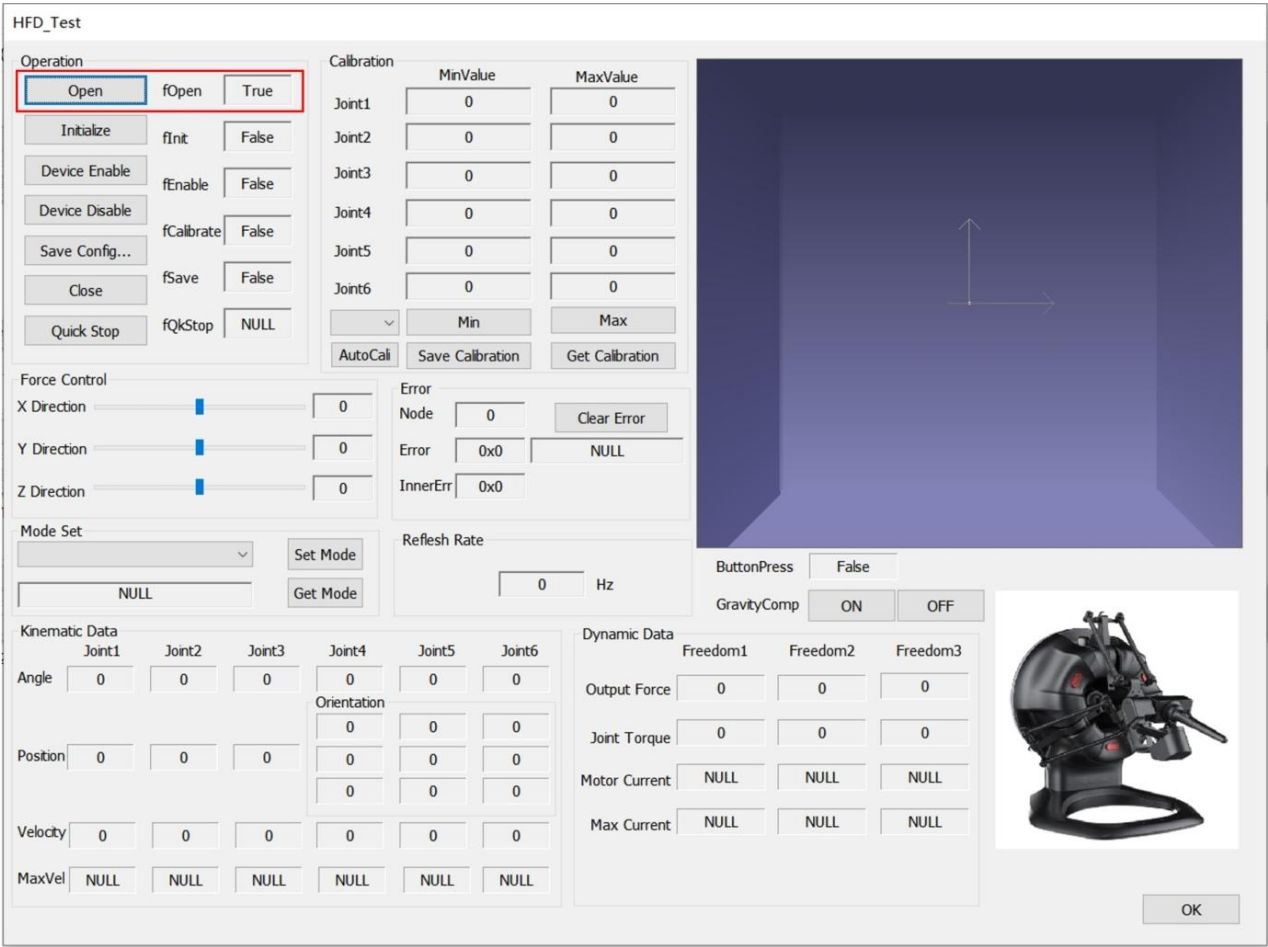 HFD_Test
Operation
Open fOpen True
Initialize fInit False
Device Enable fEnable False
Device Disable fCalibrate False
Save Config... fSave False
Close
Quick Stop fQkStop NULL
Calibration
MinValue MaxValue
Joint1 0 0
Joint2 0 0
Joint3 0 0
Joint4 0 0
Joint5 0 0
Joint6 0 0
Min Max
AutoCali Save Calibration Get Calibration
Force Control
X Direction 0
Y Direction 0
Z Direction 0
Error
Node 0 Clear Error
Error 0x0 NULL
InnerErr 0x0
Mode Set
Set Mode
NULL Get Mode
Reflesh Rate
0 Hz
ButtonPress False
GravityComp ON OFF
Kinematic Data
Joint1 Joint2 Joint3 Joint4 Joint5 Joint6
Angle 0 0 0 0 0 0
Orientation
0 0 0
Position 0 0 0 0 0 0
0 0 0
Velocity 0 0 0 0 0 0
MaxVel NULL NULL NULL NULL NULL NULL
Dynamic Data
Freedom1 Freedom2 Freedom3
Output Force 0 0 0
Joint Torque 0 0 0
Motor Current NULL NULL NULL
Max Current NULL NULL NULL
OK